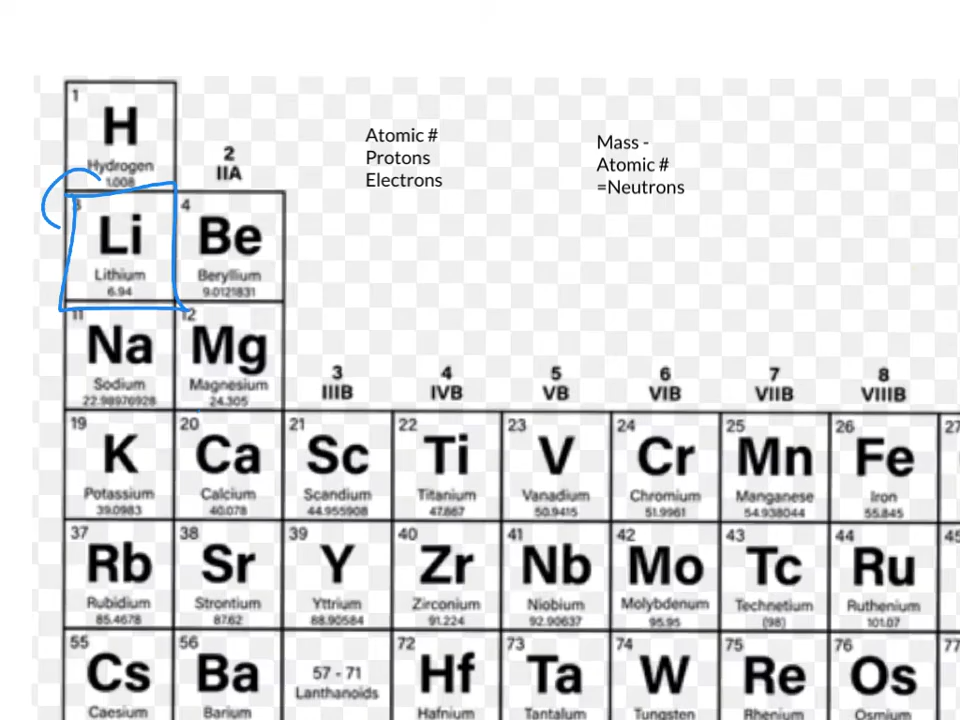 1
H
Hydrogen
1.008
2
IIA
Atomic #
Protons
Electrons
Mass -
Atomic #
=Neutrons
3
Li
Lithium
6.94
4
Be
Beryllium
9.0121831
11
Na
Sodium
22.98976928
12
Mg
Magnesium
24.305
3
IIIB
4
IVB
5
VB
6
VIB
7
VIIB
8
VIIIB
19
K
Potassium
39.0983
20
Ca
Calcium
40.078
21
Sc
Scandium
44.955908
22
Ti
Titanium
47.867
23
V
Vanadium
50.9415
24
Cr
Chromium
51.9961
25
Mn
Manganese
54.938044
26
Fe
Iron
55.845
27
37
Rb
Rubidium
85.4678
38
Sr
Strontium
87.62
39
Y
Yttrium
88.90584
40
Zr
Zirconium
91.224
41
Nb
Niobium
92.90637
42
Mo
Molybdenum
95.95
43
Tc
Technetium
(98)
44
Ru
Ruthenium
101.07
45
55
Cs
Caesium
56
Ba
Barium
57 - 71
Lanthanoids
72
Hf
Hafnium
73
Ta
Tantalum
74
W
Tungsten
75
Re
Rhenium
76
Os
Osmium
77